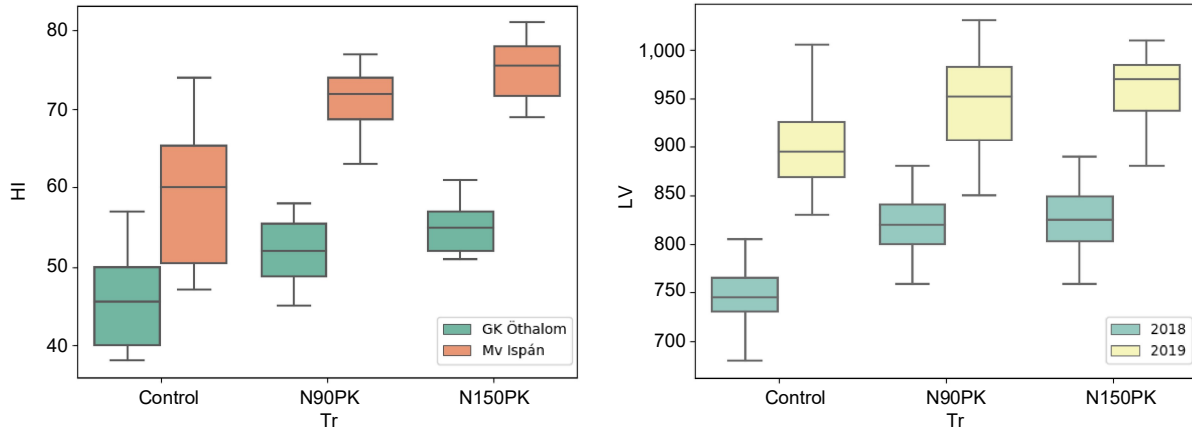 80
70
60
50
40
HI
Control
N90PK
N150PK
Tr
GK Öthalom
Mv Ispán
1,000
950
900
850
800
750
700
LV
Control
N90PK
N150PK
Tr
2018
2019